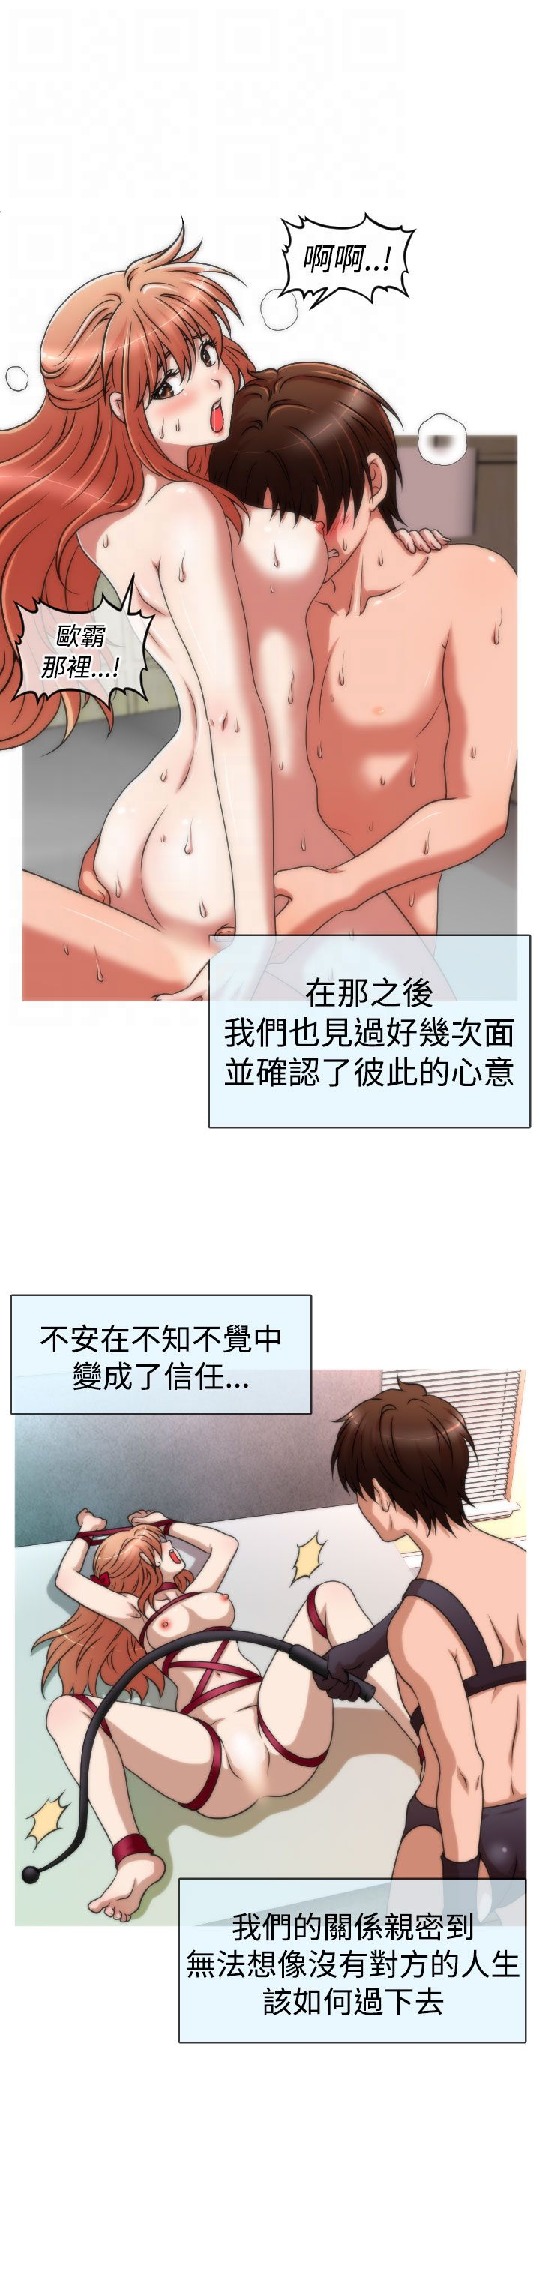 啊啊..!
歐霸
那裡...!
在那之後
我們也見過好幾次面
並確認了彼此的心意
不安在不知不覺中
變成了信任...
我們的關係親密到
無法想像沒有對方的人生
該如何過下去